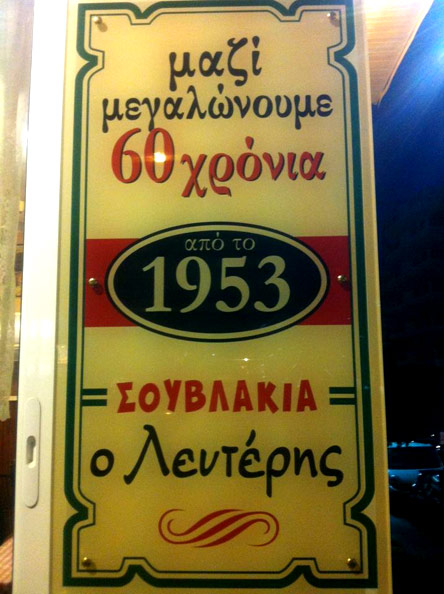 μαζί
μεγαλώνουμε
60 χρόνια
από το
1953
ΣΟΥΒΛΑΚΙΑ
ο Λευτέρης